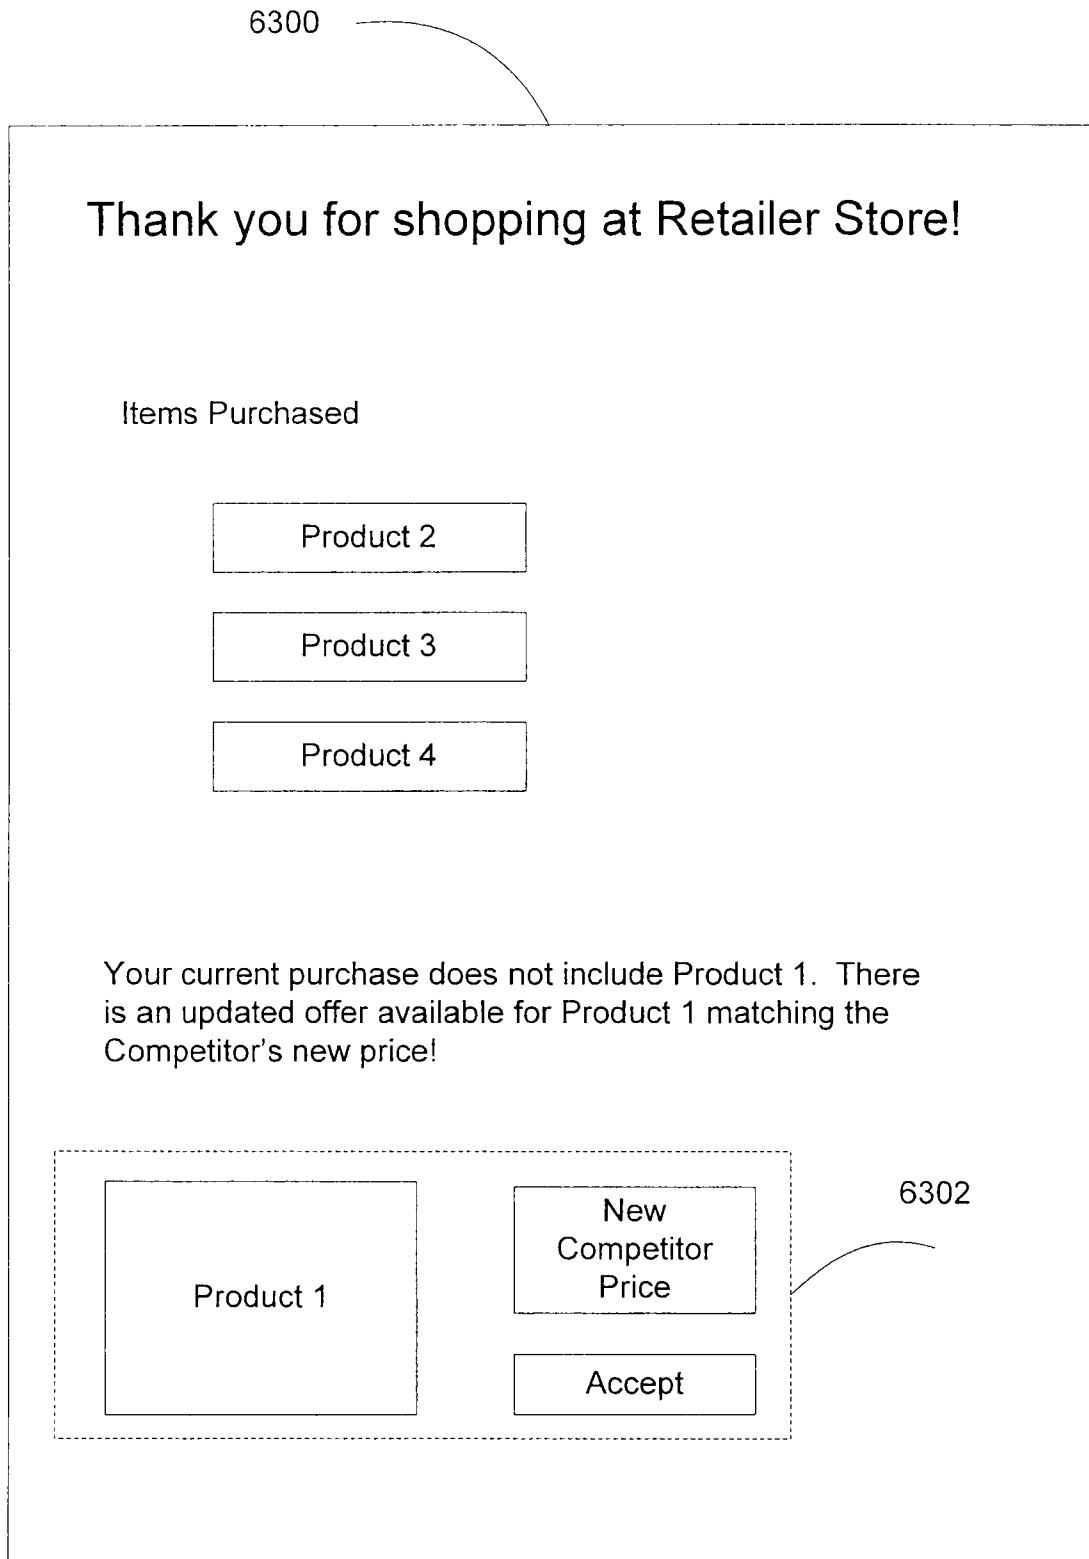 6300
Thank you for shopping at Retailer Store!
Items Purchased
Product 2
Product 3
Product 4
Your current purchase does not include Product 1. There
is an updated offer available for Product 1 matching the
Competitor's new price!
6302
New
Competitor
Price
Product 1
Accept